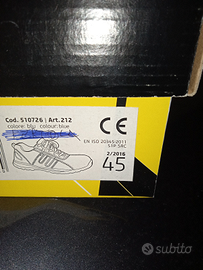 Cod. 510726 | Art.212
colore: blu colour: blue
CE
EN ISO 20345:2011
S1P SRC
2/2016
45
subito